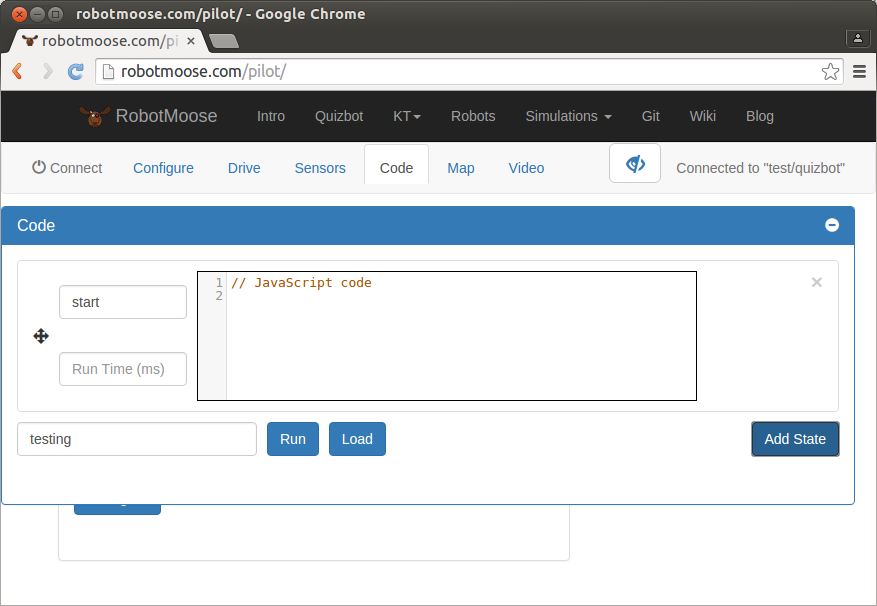 robotmoose.com/pilot/ - Google Chrome
robotmoose.com/pi
robotmoose.com/pilot/
RobotMoose Intro Quizbot KT Robots Simulations Git Wiki Blog
Connect Configure Drive Sensors Code Map Video Connected to "test/quizbot"
Code
1 // JavaScript code
2
start
Run Time (ms)
testing Run Load Add State